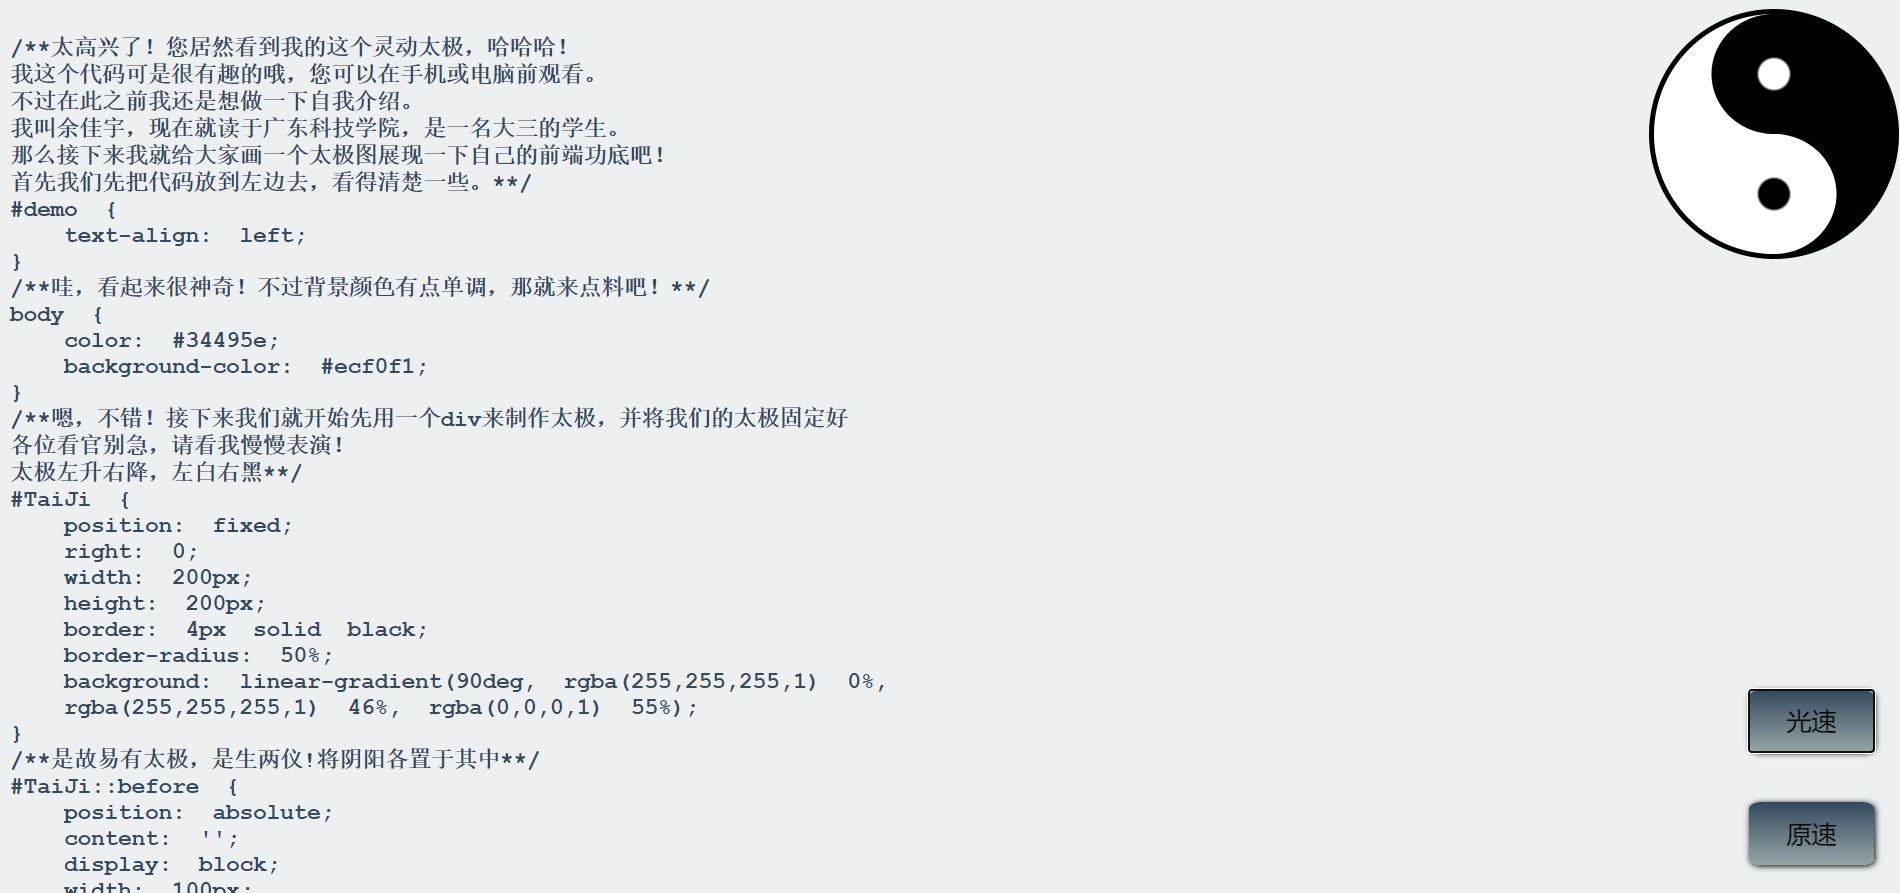 /**太高兴了！您居然看到我的这个灵动太极，哈哈哈！
我这个代码可是很有趣的哦，您可以在手机或电脑前观看。
不过在此之前我还是想做一下自我介绍。
我叫余佳宇，现在就读于广东科技学院，是一名大三的学生。
那么接下来我就给大家画一个太极图展现一下自己的前端功底吧！
首先我们先把代码放到左边去，看得清楚一些。**/
#demo  {
    text-align:  left;
}
/**哇，看起来很神奇！不过背景颜色有点单调，那就来点料吧！**/
body  {
    color:  #34495e;
    background-color:  #ecf0f1;
}
/**嗯，不错！接下来我们就开始先用一个div来制作太极，并将我们的太极固定好
各位看官别急，请看我慢慢表演！
太极左升右降，左白右黑**/
#TaiJi  {
    position:  fixed;
    right:  0;
    width:  200px;
    height:  200px;
    border:  4px  solid  black;
    border-radius:  50%;
    background:  linear-gradient(90deg,  rgba(255,255,255,1)  0%,
    rgba(255,255,255,1)  46%,  rgba(0,0,0,1)  55%);
}
/**是故易有太极，是生两仪!将阴阳各置于其中**/
#TaiJi::before  {
    position:  absolute;
    content:  '';
    display:  block;
    width:  100px;
光速
原速